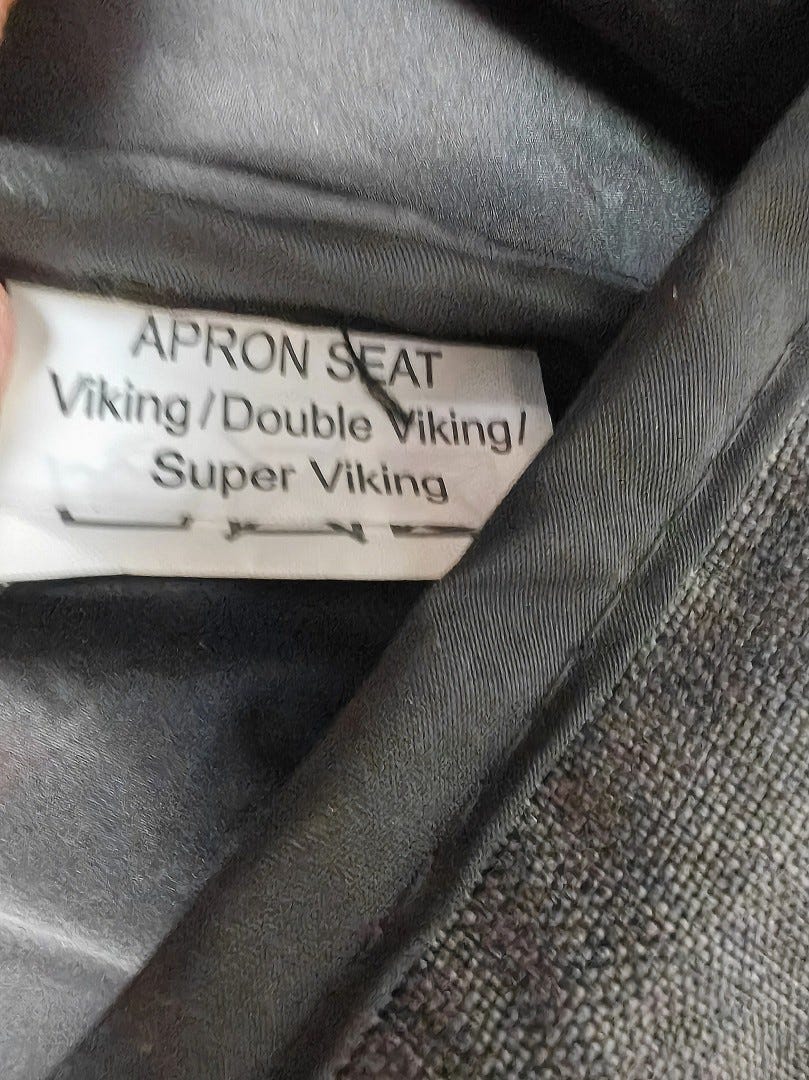 APRON SEAT
Viking/Double Viking/
Super Viking